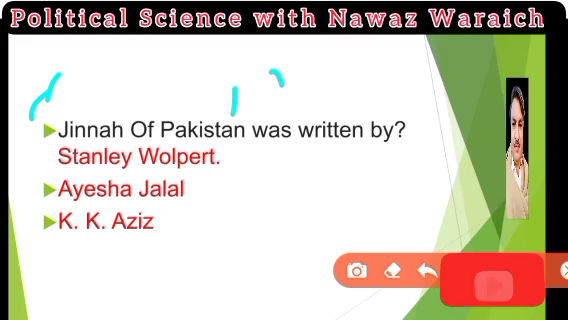 Political Science with Nawaz Waraich
Jinnah Of Pakistan was written by?
Stanley Wolpert.
Ayesha Jalal
K. K. Aziz